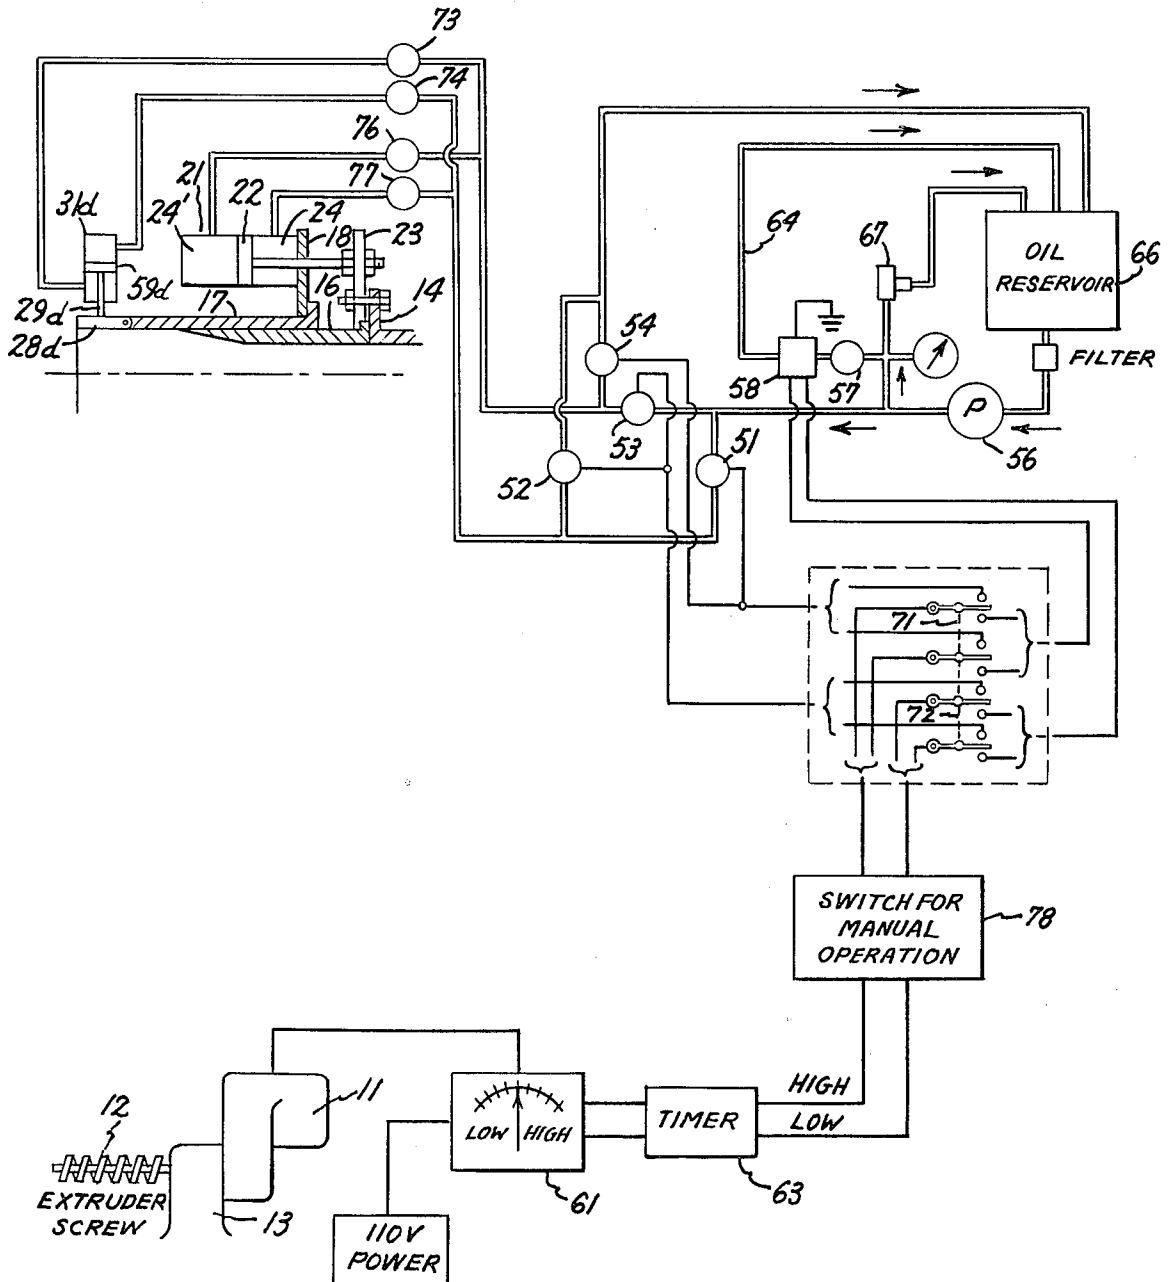 73
74
76
77
21
22
24'
24
18
23
31d
59d
17
16
14
29d
28d
64
67
OIL
RESERVOIR
66
54
58
57
FILTER
P
56
53
51
52
71
72
SWITCH FOR
MANUAL
OPERATION
78
11
12
EXTRUDER
SCREW
13
LOW HIGH
61
TIMER
63
HIGH
LOW
110V
POWER